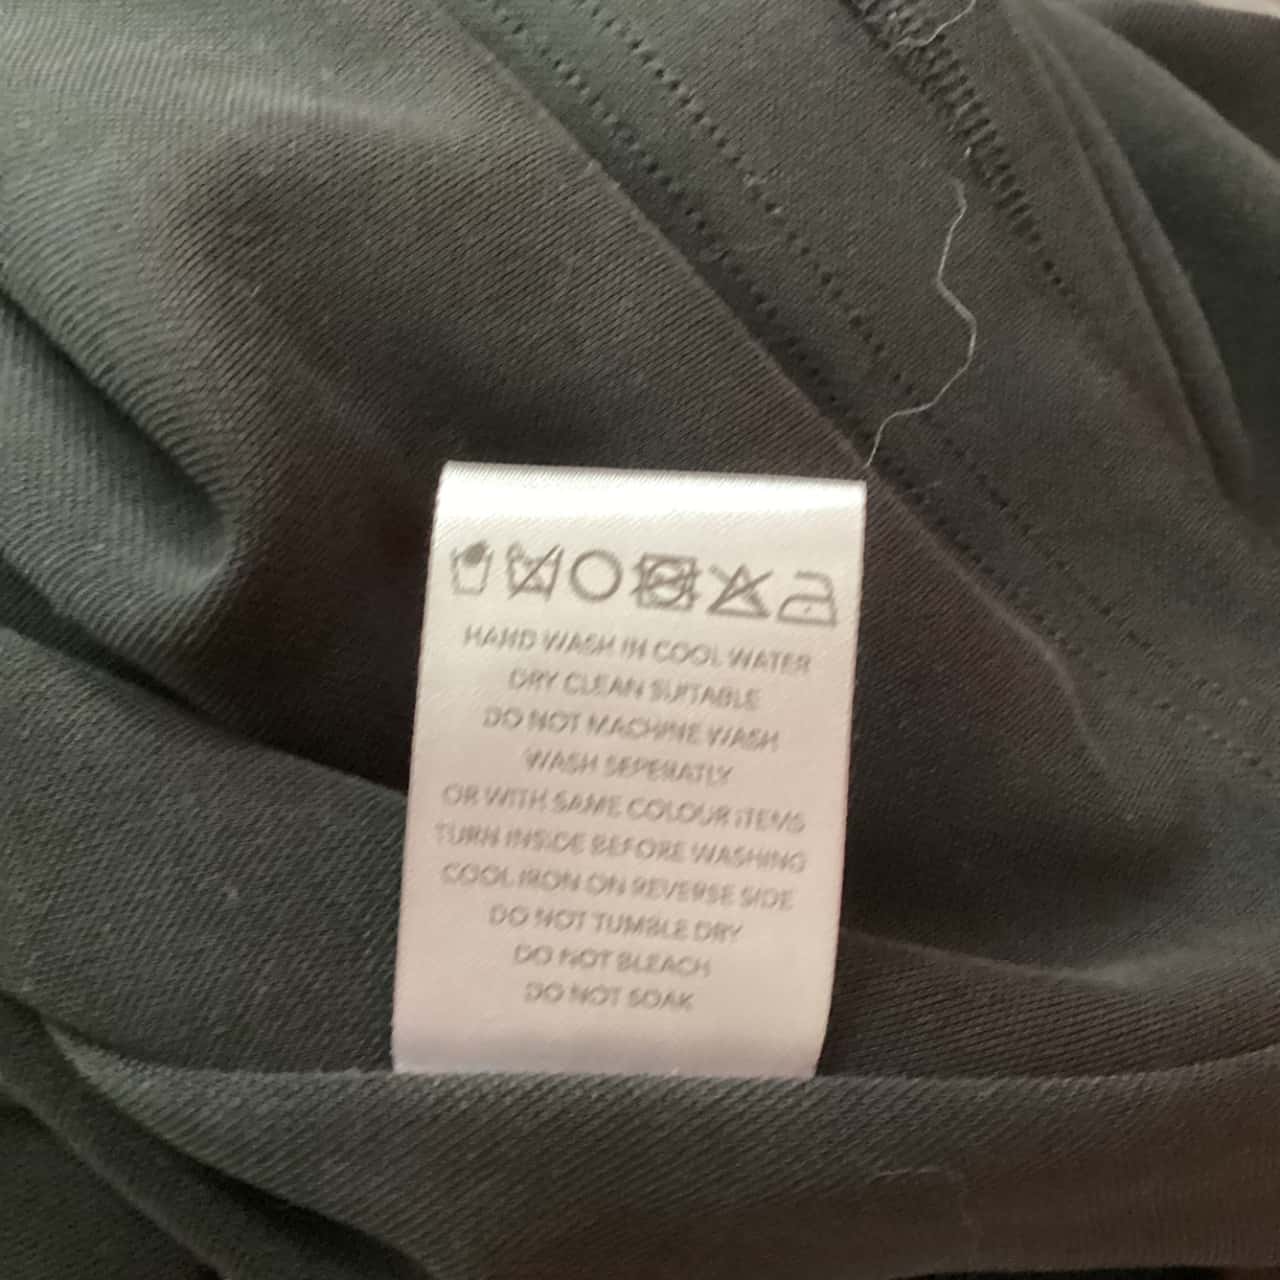 HAND WASH IN COOL WATER
DRY CLEAN SUITABLE
DO NOT MACHINE WASH
WASH SEPERATLY
OR WITH SAME COLOUR ITEMS
TURN INSIDE BEFORE WASHING
COOL IRON ON REVERSE SIDE
DO NOT TUMBLE DRY
DO NOT BLEACH
DO NOT SOAK